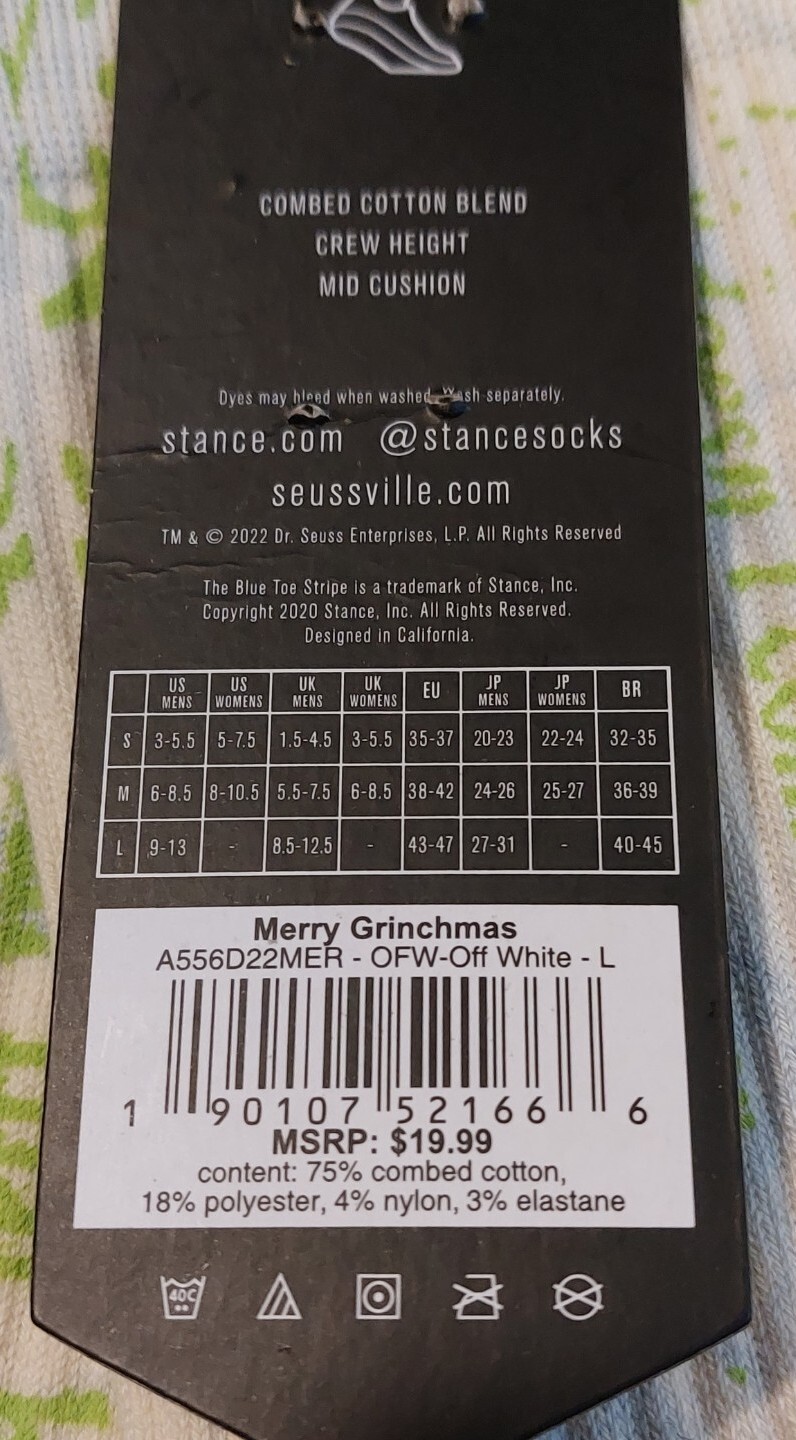 COMBED COTTON BLEND
CREW HEIGHT
MID CUSHION
Dyes may bleed when washed. Wash separately.
stance.com @stancesocks
seussville.com
TM & © 2022 Dr. Seuss Enterprises, L.P. All Rights Reserved
The Blue Toe Stripe is a trademark of Stance, Inc.
Copyright 2020 Stance, Inc. All Rights Reserved.
Designed in California.
US MENS US WOMENS UK MENS UK WOMENS EU JP MENS JP WOMENS BR
S 3-5.5 5-7.5 1.5-4.5 3-5.5 35-37 20-23 22-24 32-35
M 6-8.5 8-10.5 5.5-7.5 6-8.5 38-42 24-26 25-27 36-39
L 9-13 - 8.5-12.5 - 43-47 27-31 - 40-45
Merry Grinchmas
A556D22MER - OFW-Off White - L
1 90107 52166 6
MSRP: $19.99
content: 75% combed cotton,
18% polyester, 4% nylon, 3% elastane
40C